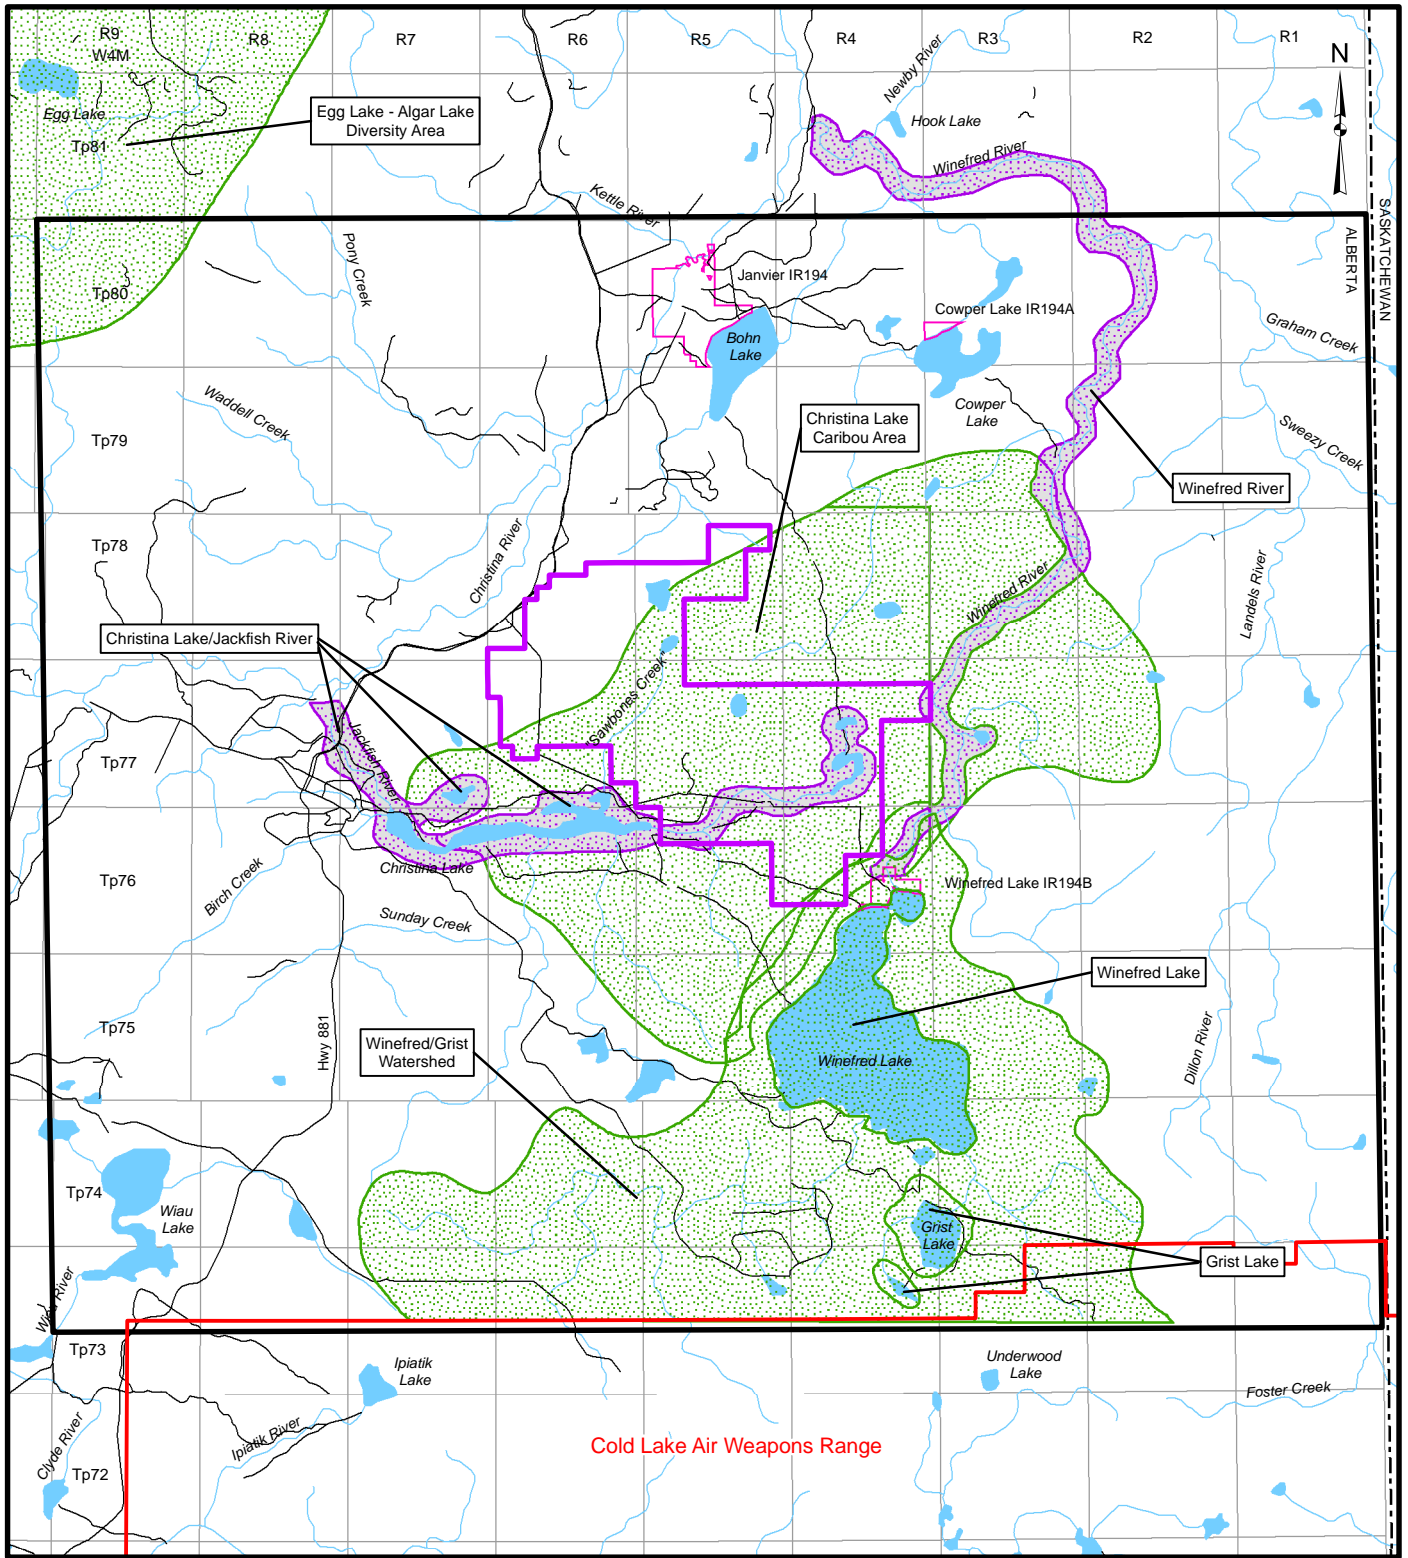 R9
W4M
R8
R7
R6
R5
R4
R3
R2
R1
N
Egg Lake
Tp81
Egg Lake - Algar Lake
Diversity Area
Newby River
Hook Lake
Winefred River
Kettle River
SASKATCHEWAN
ALBERTA
Pony Creek
Tp80
Janvier IR194
Cowper Lake IR194A
Bohn
Lake
Graham Creek
Waddell Creek
Tp79
Christina Lake
Caribou Area
Cowper
Lake
Sweezy Creek
Winefred River
Tp78
Christina River
Winefred River
Landels River
Christina Lake/Jackfish River
"Sawbones Creek"
Jackfish River
Tp77
Christina Lake
Birch Creek
Tp76
Winefred Lake IR194B
Sunday Creek
Winefred Lake
Tp75
Hwy 881
Winefred/Grist
Watershed
Winefred Lake
Dillon River
Tp74
Wiau
Lake
Grist
Lake
Grist Lake
Wiau River
Tp73
Ipiatik
Lake
Underwood
Lake
Foster Creek
Clyde River
Ipiatik River
Cold Lake Air Weapons Range
Tp72